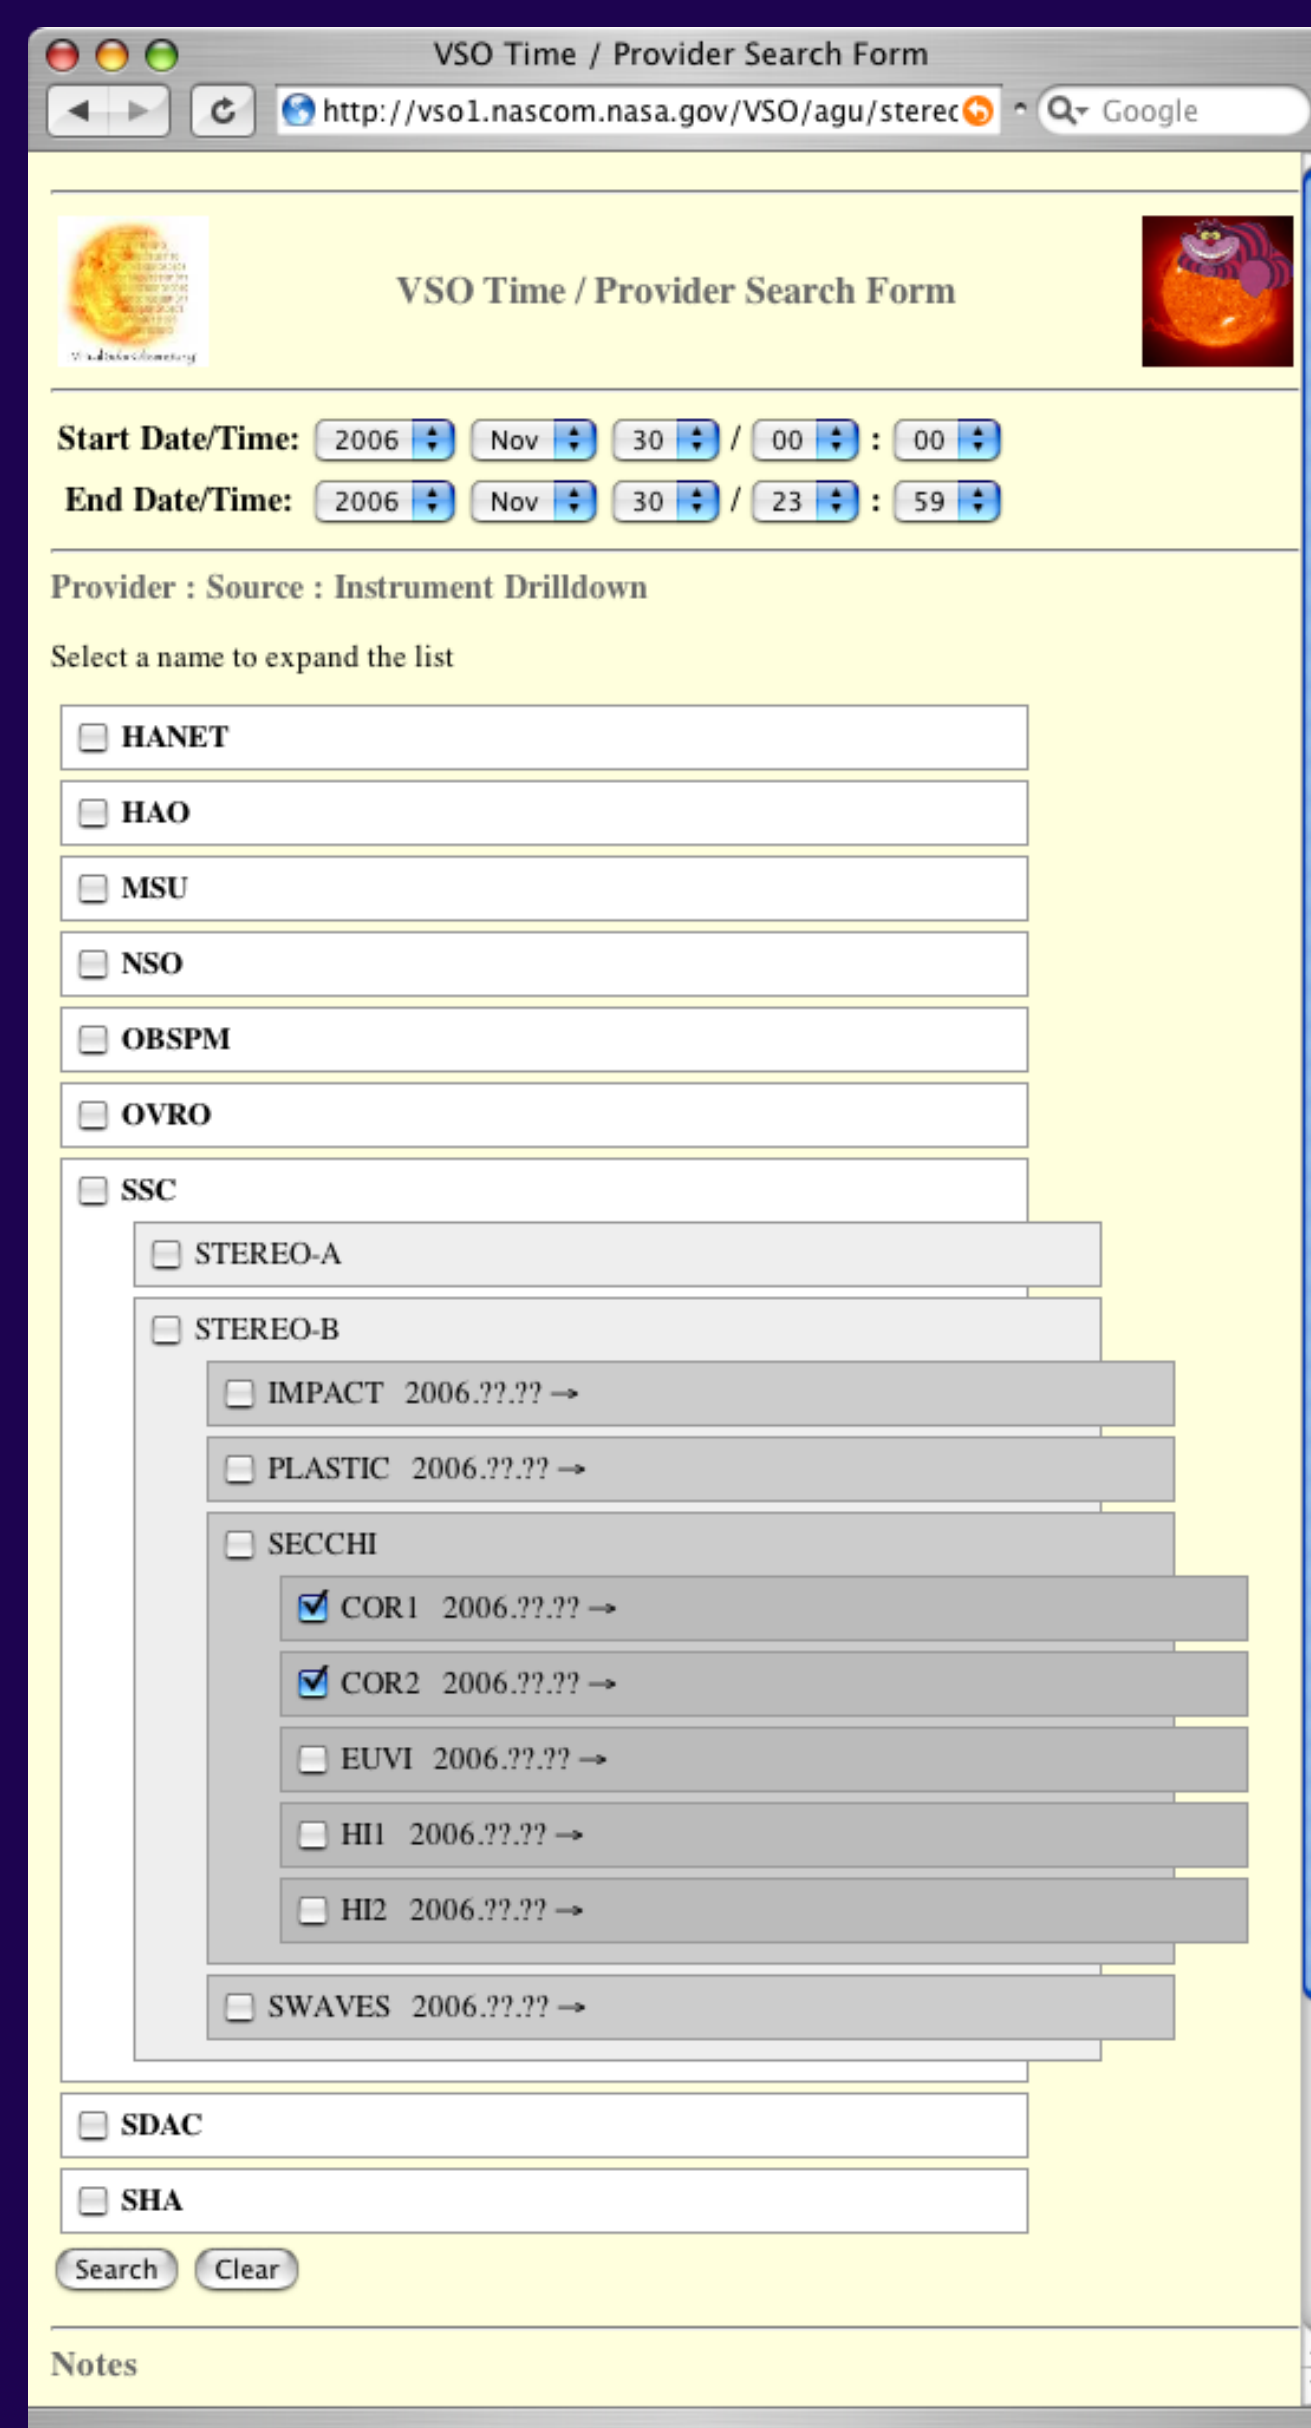 VSO Time / Provider Search Form
http://vso1.nascom.nasa.gov/VSO/agu/sterec Google
VSO Time / Provider Search Form
Start Date/Time: 2006 Nov 30 / 00 : 00
End Date/Time: 2006 Nov 30 / 23 : 59
Provider : Source : Instrument Drilldown
Select a name to expand the list
HANET
HAO
MSU
NSO
OBSPM
OVRO
SSC
STEREO-A
STEREO-B
IMPACT 2006.??.?? →
PLASTIC 2006.??.?? →
SECCHI
COR1 2006.??.?? →
COR2 2006.??.?? →
EUVI 2006.??.?? →
HI1 2006.??.?? →
HI2 2006.??.?? →
SWAVES 2006.??.?? →
SDAC
SHA
Search Clear
Notes